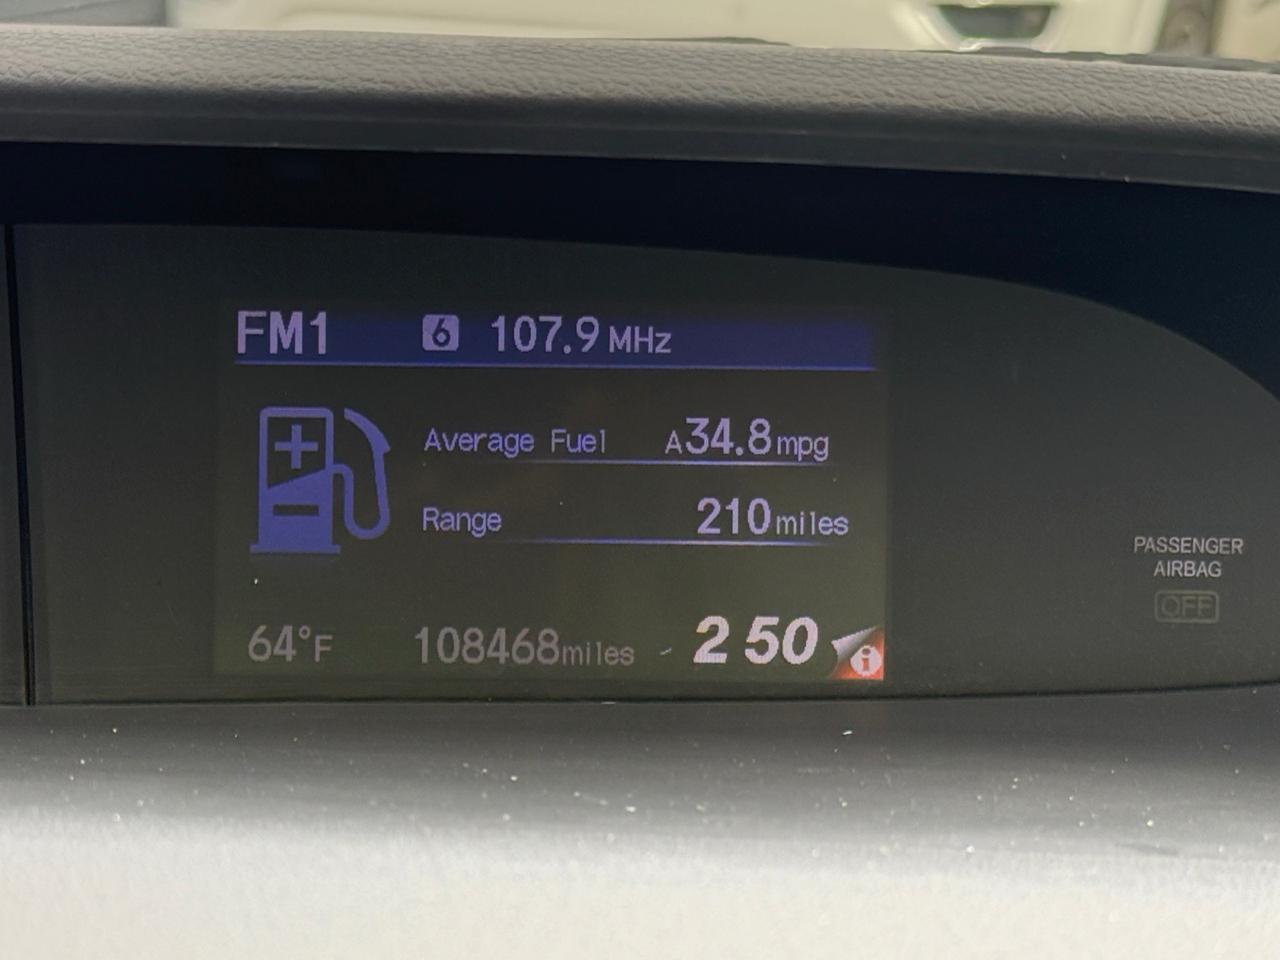 FM1 6 107.9 MHz
Average Fuel A34.8 mpg
Range 210 miles
64°F 108468 miles 2 50 i
PASSENGER
AIRBAG
OFF